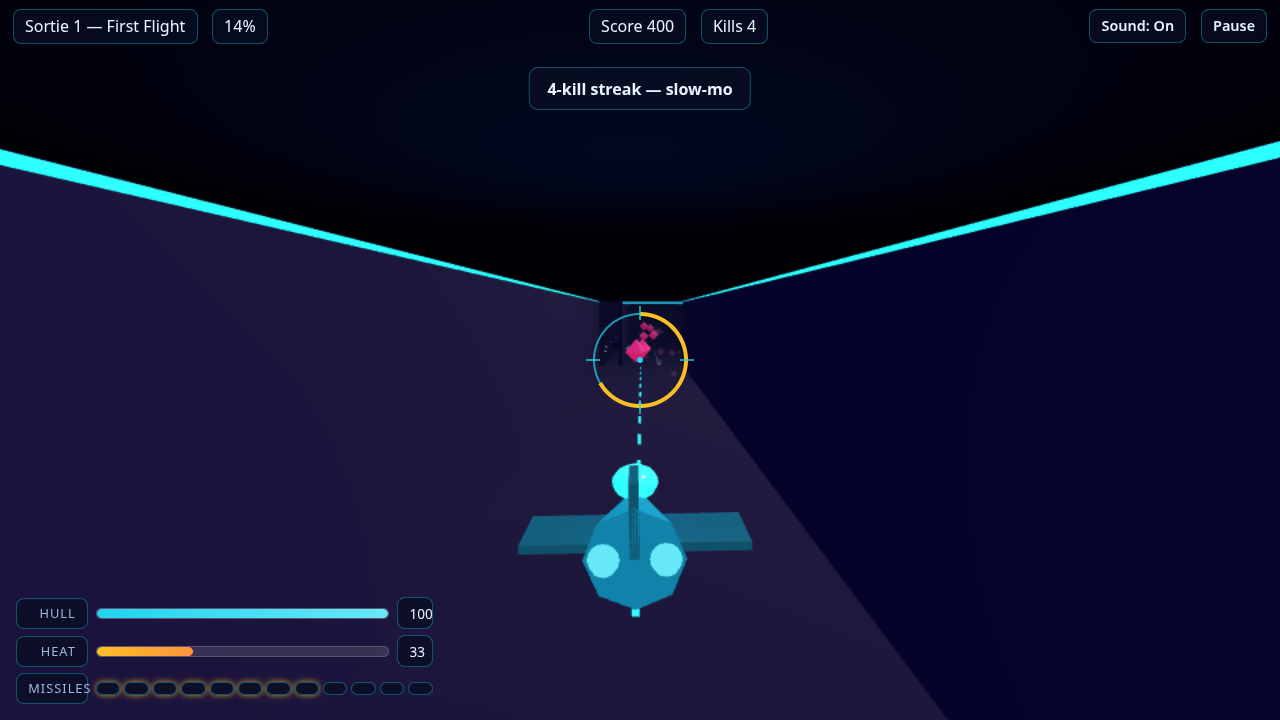 Sortie 1 — First Flight
14%
Score 400
Kills 4
Sound: On
Pause
4-kill streak — slow-mo
HULL
100
HEAT
33
MISSILES